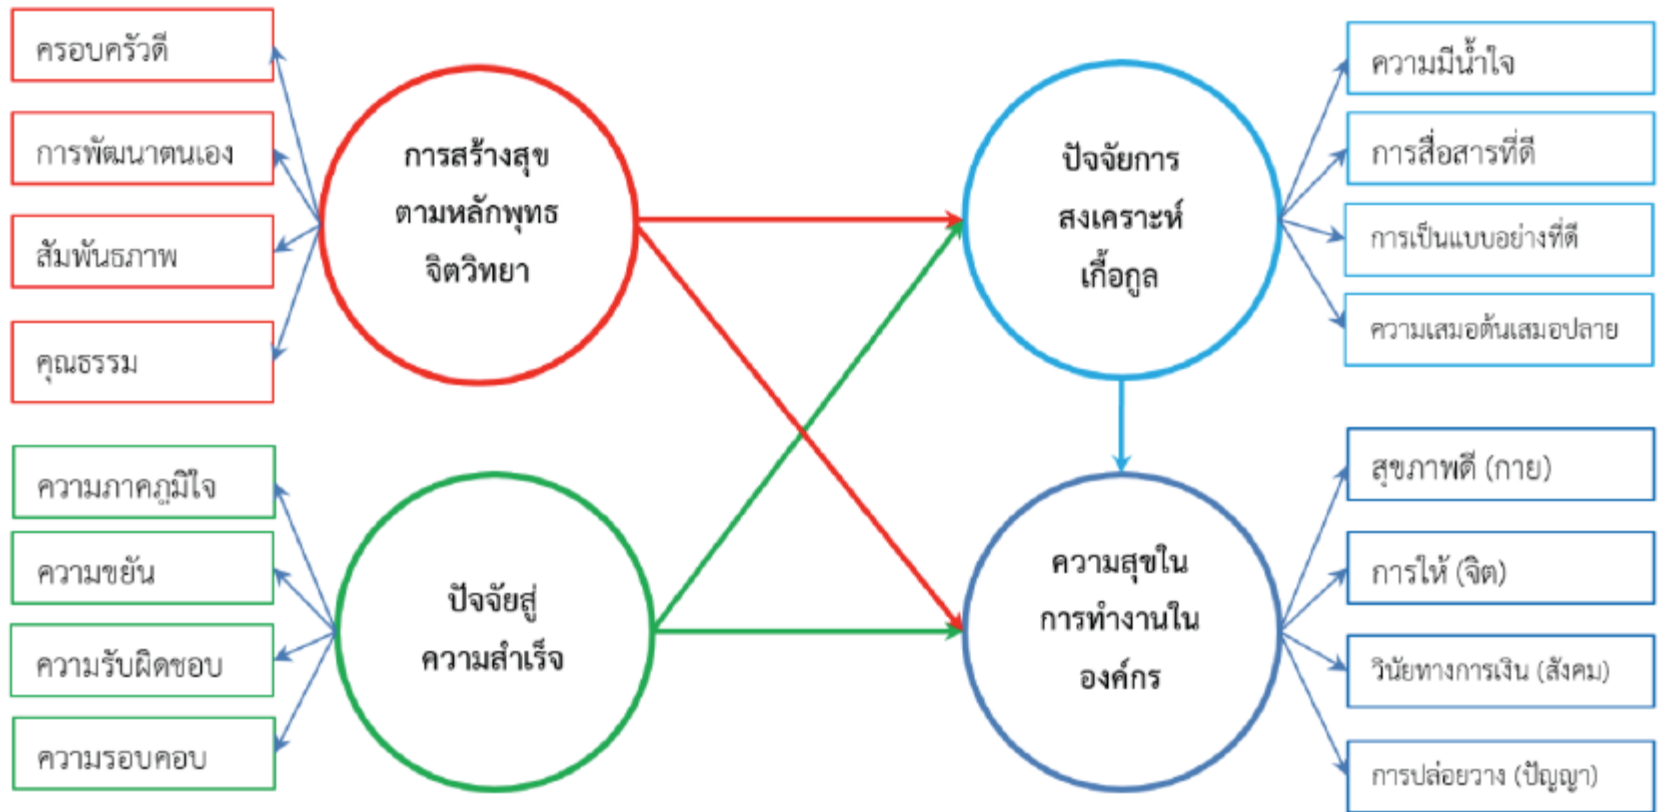 ครอบครัวดี
การพัฒนาตนเอง
สัมพันธภาพ
คุณธรรม
การสร้างสุข
ตามหลักพุทธ
จิตวิทยา
ปัจจัยการ
สงเคราะห์
เกื้อกูล
ความมีน้ำใจ
การสื่อสารที่ดี
การเป็นแบบอย่างที่ดี
ความเสมอต้นเสมอปลาย
ความภาคภูมิใจ
ความขยัน
ความรับผิดชอบ
ความรอบคอบ
ปัจจัยสู่
ความสำเร็จ
ความสุขใน
การทำงานใน
องค์กร
สุขภาพดี (กาย)
การให้ (จิต)
วินัยทางการเงิน (สังคม)
การปล่อยวาง (ปัญญา)